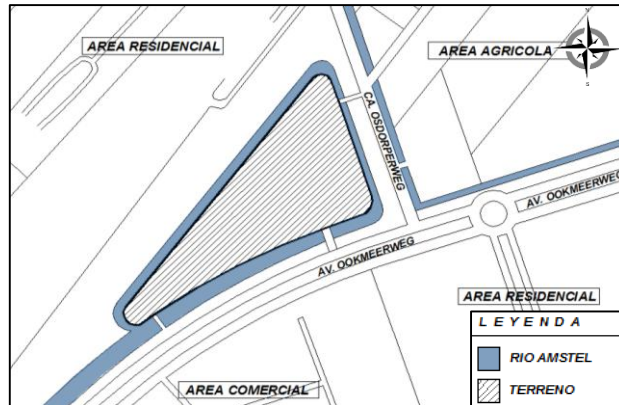 AREA RESIDENCIAL
AREA AGRICOLA
N
S
CA. OSDORPERWEG
AV. OOKMEERWEG
AV. OOKMEERWEG
AREA RESIDENCIAL
AREA COMERCIAL
LEYENDA
RIO AMSTEL
TERRENO